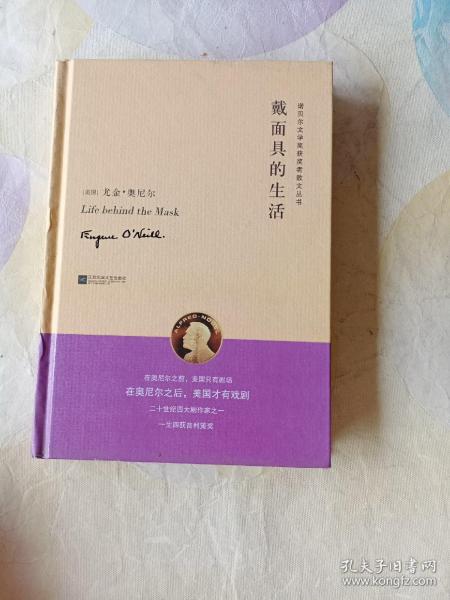 诺贝尔文学奖获奖者散文丛书
戴面具的生活
[美国] 尤金·奥尼尔
Life behind the Mask
Eugene O'Neill.
ALFRED·NOBEL
在奥尼尔之前，美国只有剧场
在奥尼尔之后，美国才有戏剧
二十世纪四大剧作家之一
一生四获普利策奖
孔夫子旧书网
www.kongfz.com